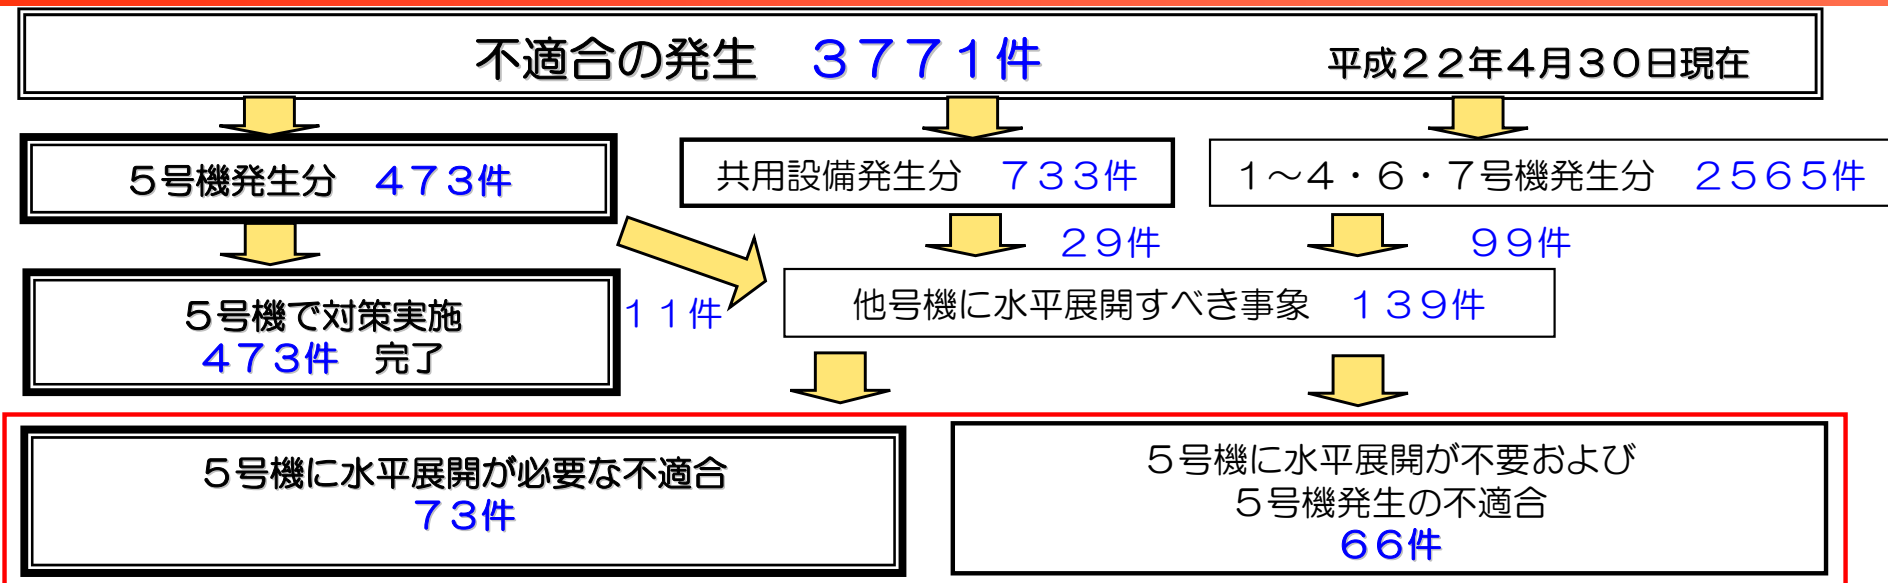 不適合の発生　３７７１件　平成２２年４月３０日現在
５号機発生分　４７３件
共用設備発生分　７３３件
１～４・６・７号機発生分　２５６５件
２９件
９９件
１１件
５号機で対策実施
４７３件　完了
他号機に水平展開すべき事象　１３９件
５号機に水平展開が必要な不適合
７３件
５号機に水平展開が不要および
５号機発生の不適合
６６件